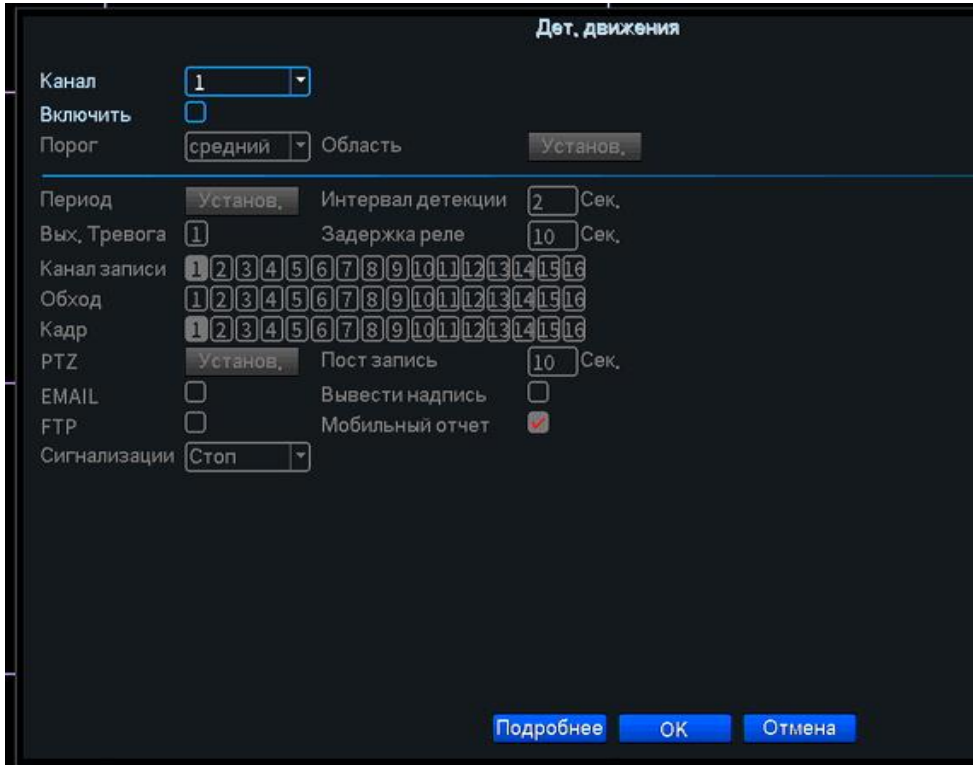 Дет. движения
Канал 1
Включить
Порог средний Область Установ.
Период Установ. Интервал детекции 2 Сек.
Вых. Тревога 1 Задержка реле 10 Сек.
Канал записи 1 2 3 4 5 6 7 8 9 10 11 12 13 14 15 16
Обход 1 2 3 4 5 6 7 8 9 10 11 12 13 14 15 16
Кадр 1 2 3 4 5 6 7 8 9 10 11 12 13 14 15 16
PTZ Установ. Пост запись 10 Сек.
EMAIL Вывести надпись
FTP Мобильный отчет
Сигнализации Стоп
Подробнее OK Отмена